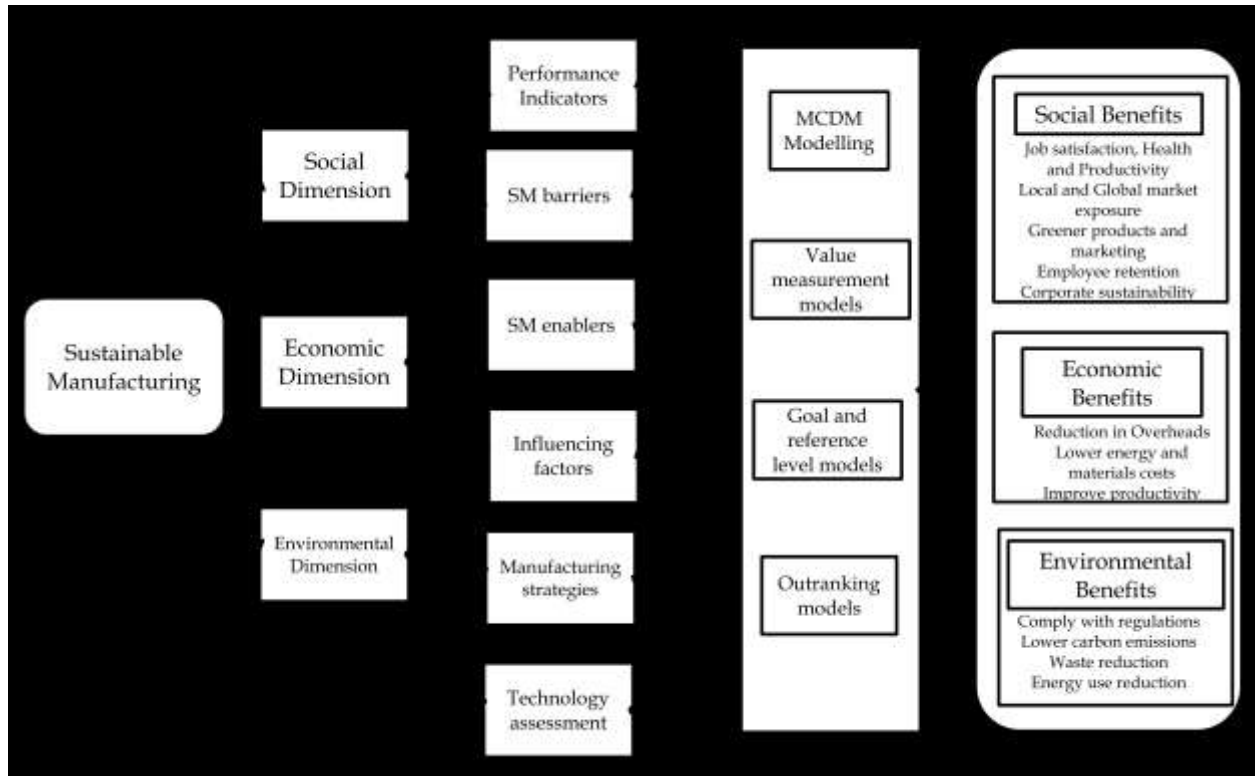 Sustainable
Manufacturing
Social
Dimension
Economic
Dimension
Environmental
Dimension
Performance
Indicators
SM barriers
SM enablers
Influencing
factors
Manufacturing
strategies
Technology
assessment
MCDM
Modelling
Value
measurement
models
Goal and
reference
level models
Outranking
models
Social Benefits
Job satisfaction, Health
and Productivity
Local and Global market
exposure
Greener products and
marketing
Employee retention
Corporate sustainability
Economic
Benefits
Reduction in Overheads
Lower energy and
materials costs
Improve productivity
Environmental
Benefits
Comply with regulations
Lower carbon emissions
Waste reduction
Energy use reduction